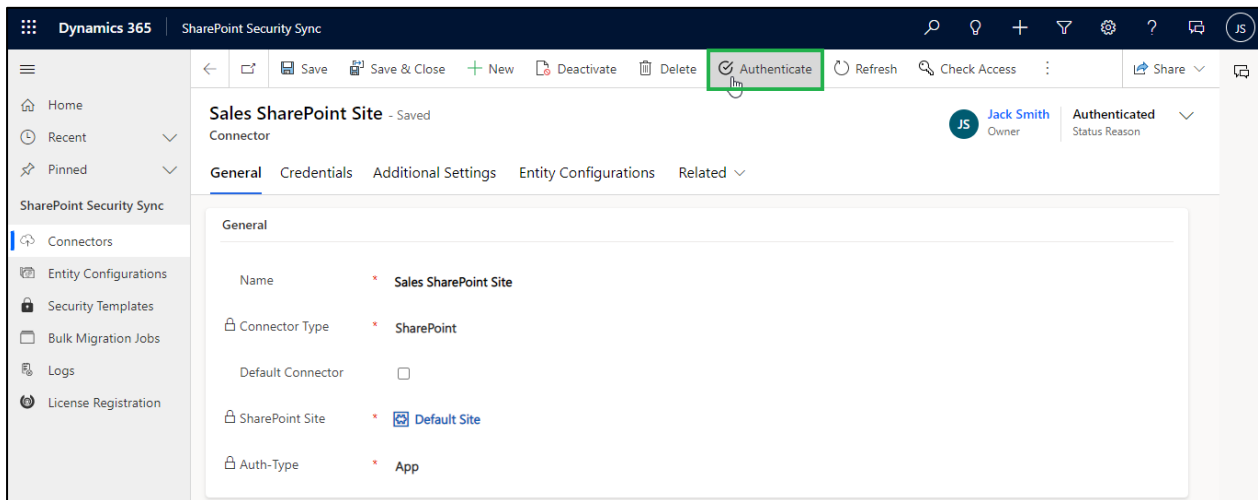 Dynamics 365 SharePoint Security Sync JS
Save Save & Close New Deactivate Delete Authenticate Refresh Check Access Share
Home
Recent
Pinned
SharePoint Security Sync
Connectors
Entity Configurations
Security Templates
Bulk Migration Jobs
Logs
License Registration
Sales SharePoint Site - Saved
Connector
JS Jack Smith
Owner
Authenticated
Status Reason
General Credentials Additional Settings Entity Configurations Related
General
Name * Sales SharePoint Site
Connector Type * SharePoint
Default Connector
SharePoint Site * Default Site
Auth-Type * App